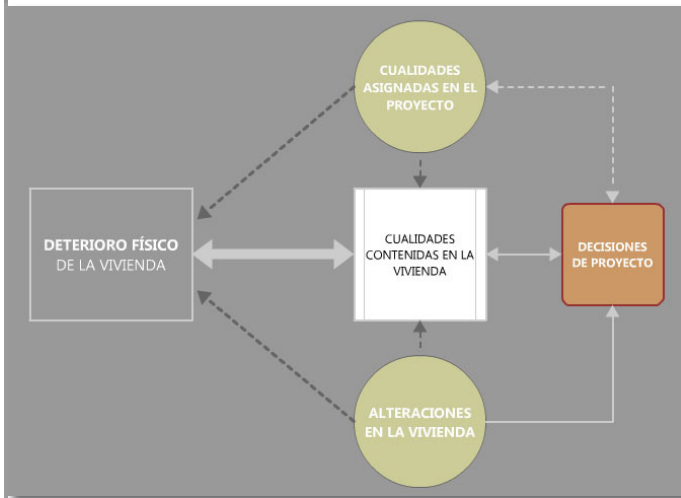 CUALIDADES
ASIGNADAS EN EL
PROYECTO
DETERIORO FÍSICO
DE LA VIVIENDA
CUALIDADES
CONTENIDAS EN LA
VIVIENDA
DECISIONES
DE PROYECTO
ALTERACIONES
EN LA VIVIENDA